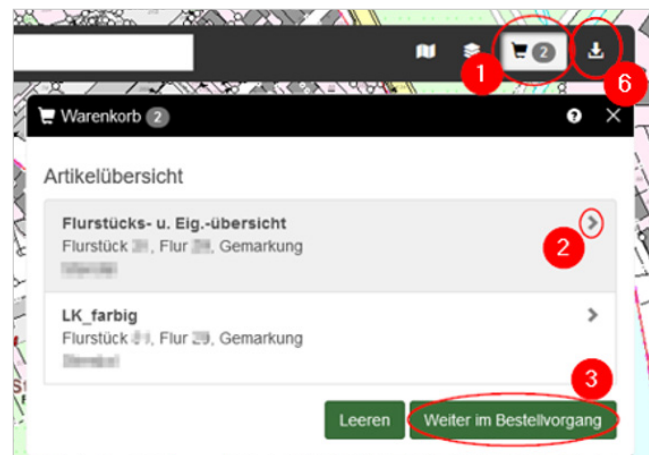 2
1
6
Warenkorb 2
Artikelübersicht
Flurstücks- u. Eig.-übersicht
Flurstück , Flur , Gemarkung
2
LK_farbig
Flurstück , Flur 29, Gemarkung
3
Leeren Weiter im Bestellvorgang